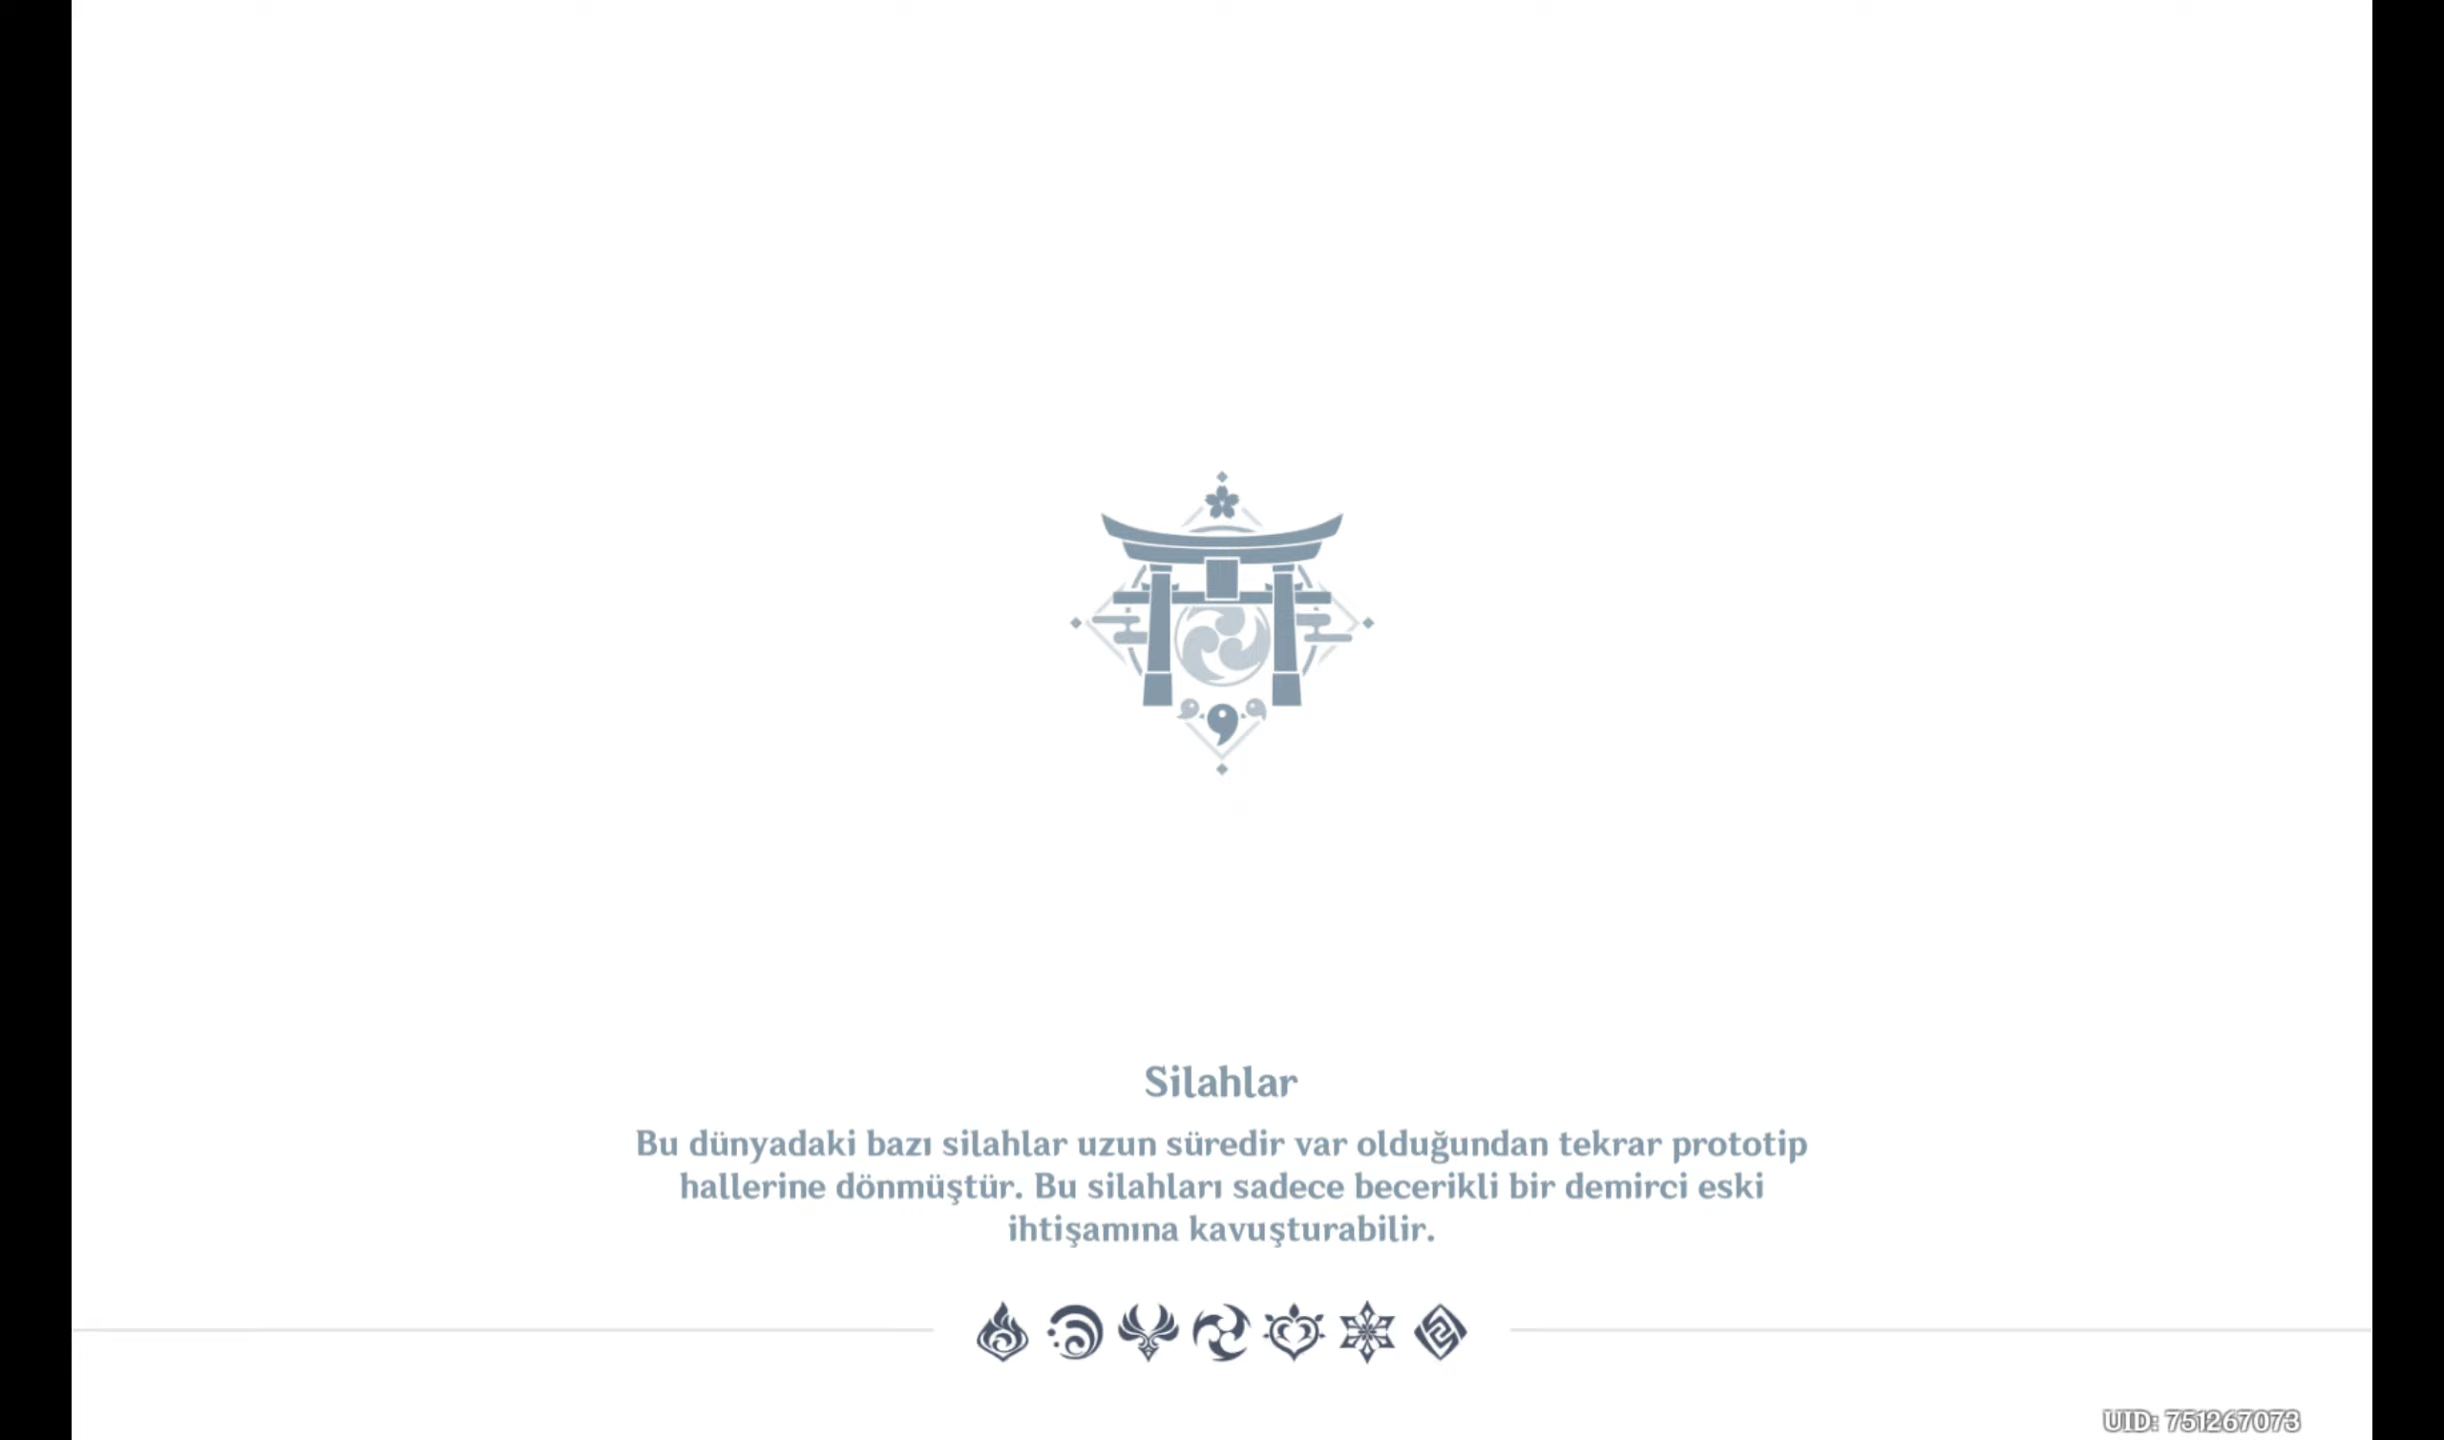 Silahlar
Bu dünyadaki bazı silahlar uzun süredir var olduğundan tekrar prototip
hallerine dönmüştür. Bu silahları sadece becerikli bir demirci eski
ihtişamına kavuşturabilir.
UID: 751267073